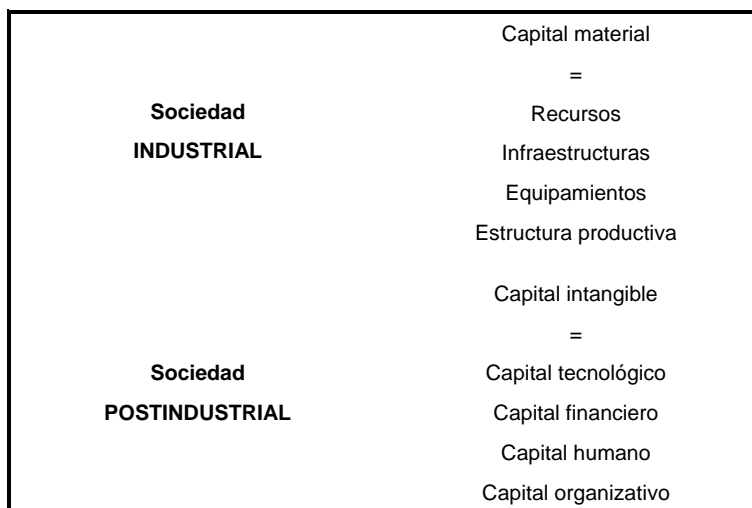 Sociedad
INDUSTRIAL
Capital material
=
Recursos
Infraestructuras
Equipamientos
Estructura productiva
Sociedad
POSTINDUSTRIAL
Capital intangible
=
Capital tecnológico
Capital financiero
Capital humano
Capital organizativo